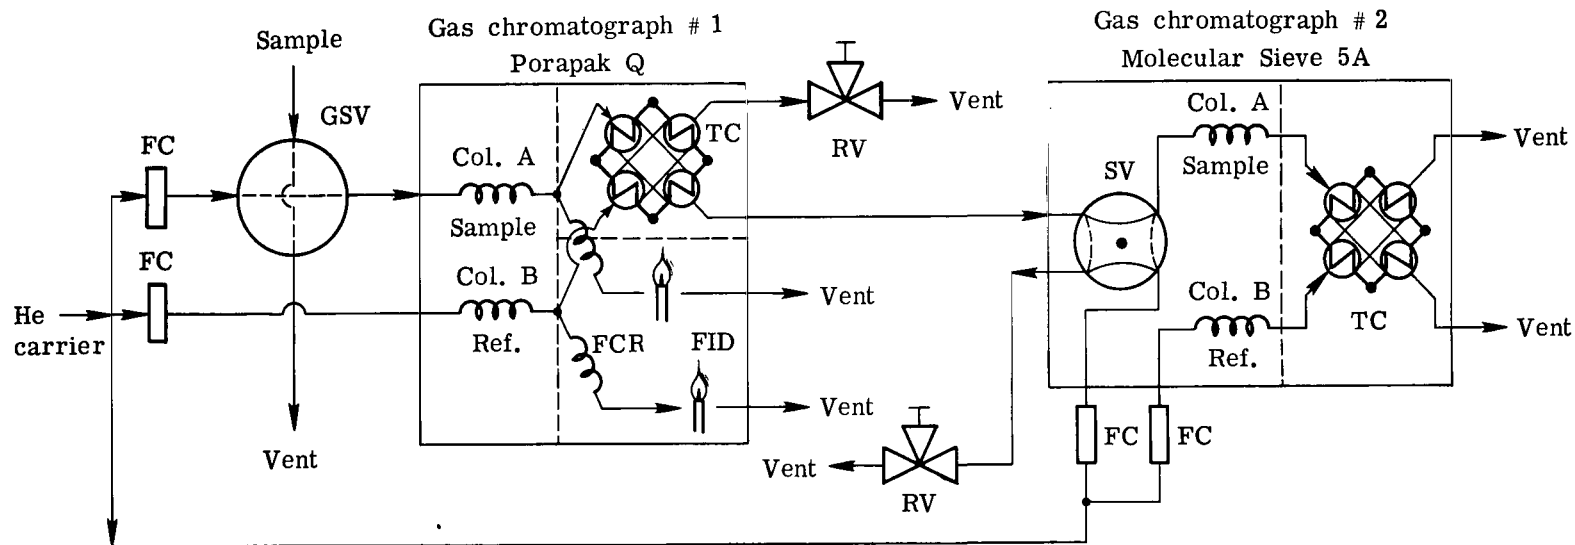 Gas chromatograph # 1
Porapak Q
Gas chromatograph # 2
Molecular Sieve 5A
Sample
GSV
FC
FC
He
carrier
Vent
Col. A
Sample
Col. B
Ref.
TC
FCR
FID
RV
Vent
Vent
Vent
Vent
RV
SV
Col. A
Sample
Col. B
Ref.
TC
Vent
Vent
FC
FC